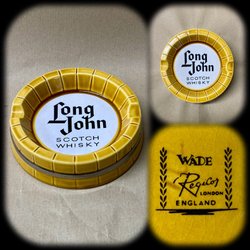 Long
John
SCOTCH
WHISKY
Long
John
SCOTCH
WHISKY
WADE
Regicor
LONDON
ENGLAND